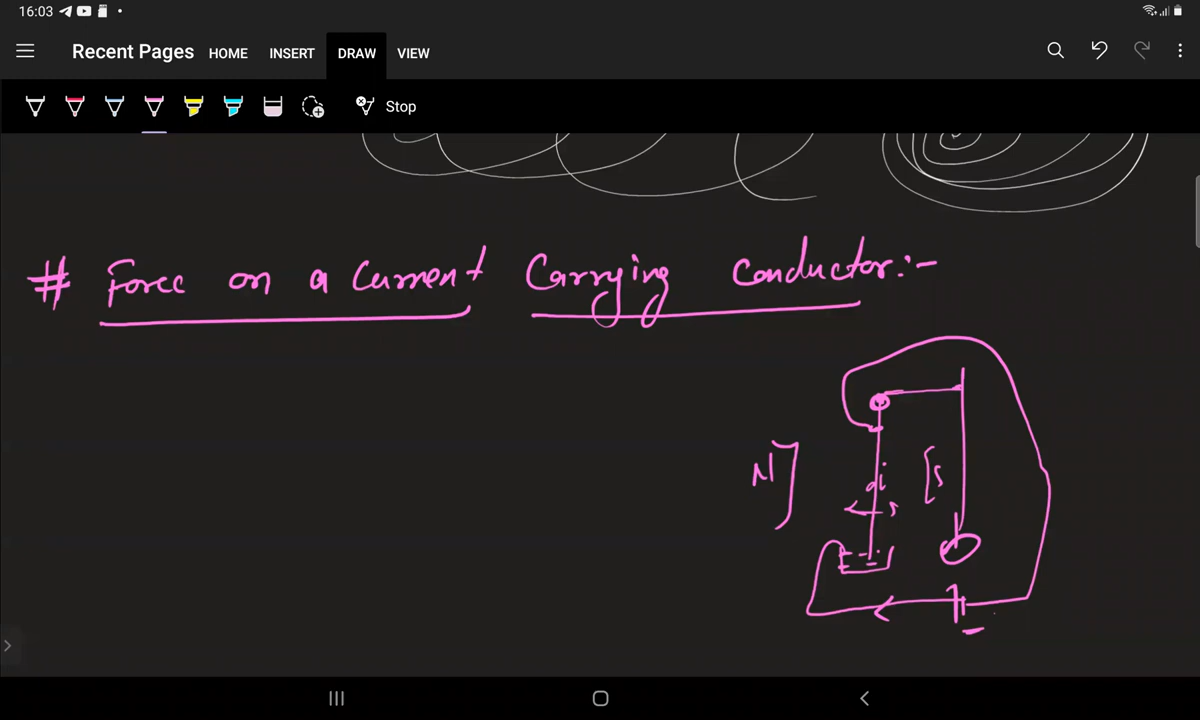 16:03
Recent Pages HOME INSERT DRAW VIEW
Stop
# Force on a Current Carrying Conductor:-
N
i
S